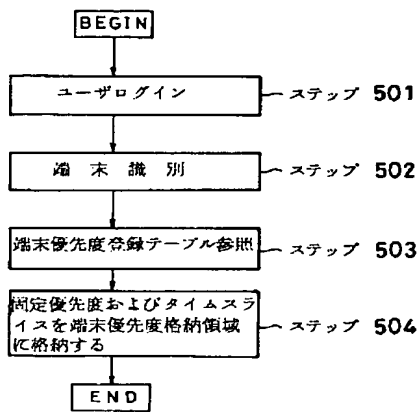 BEGIN
ユーザログイン
ステップ 501
端末識別
ステップ 502
端末優先度登録テーブル参照
ステップ 503
固定優先度およびタイムスラ
イスを端末優先度格納領域
に格納する
ステップ 504
END